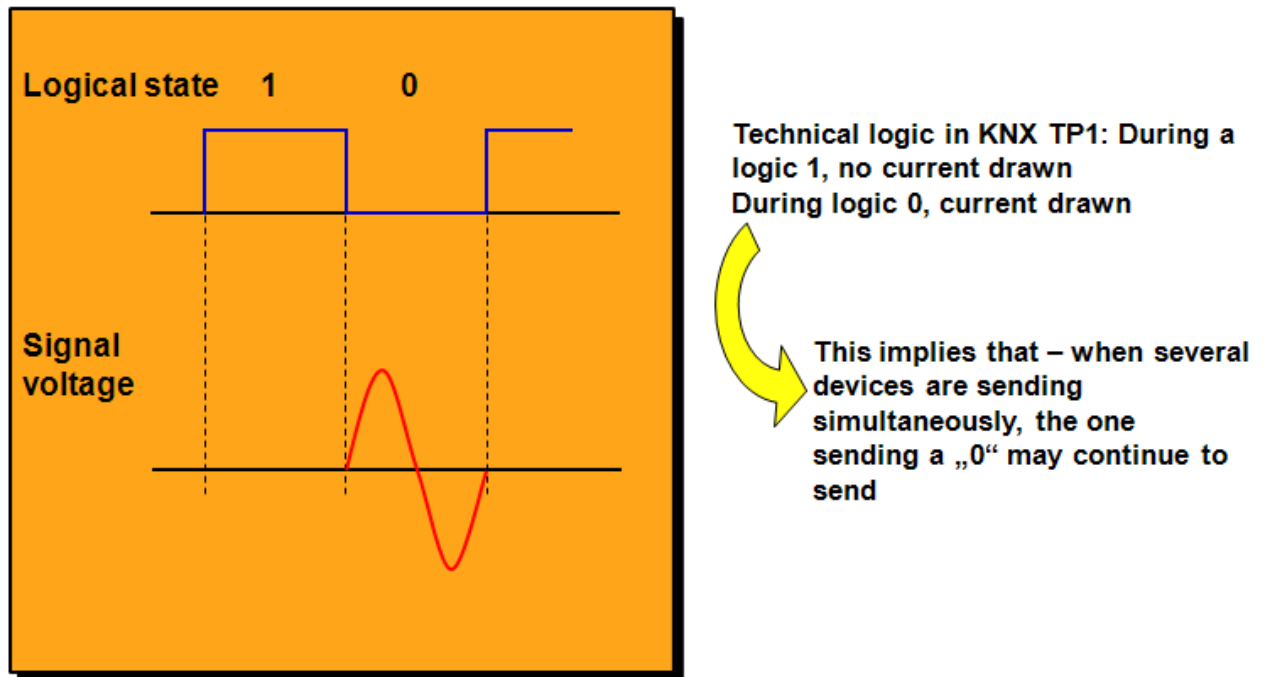 Logical state 1 0
Signal
voltage
Technical logic in KNX TP1: During a
logic 1, no current drawn
During logic 0, current drawn
This implies that – when several
devices are sending
simultaneously, the one
sending a „0“ may continue to
send